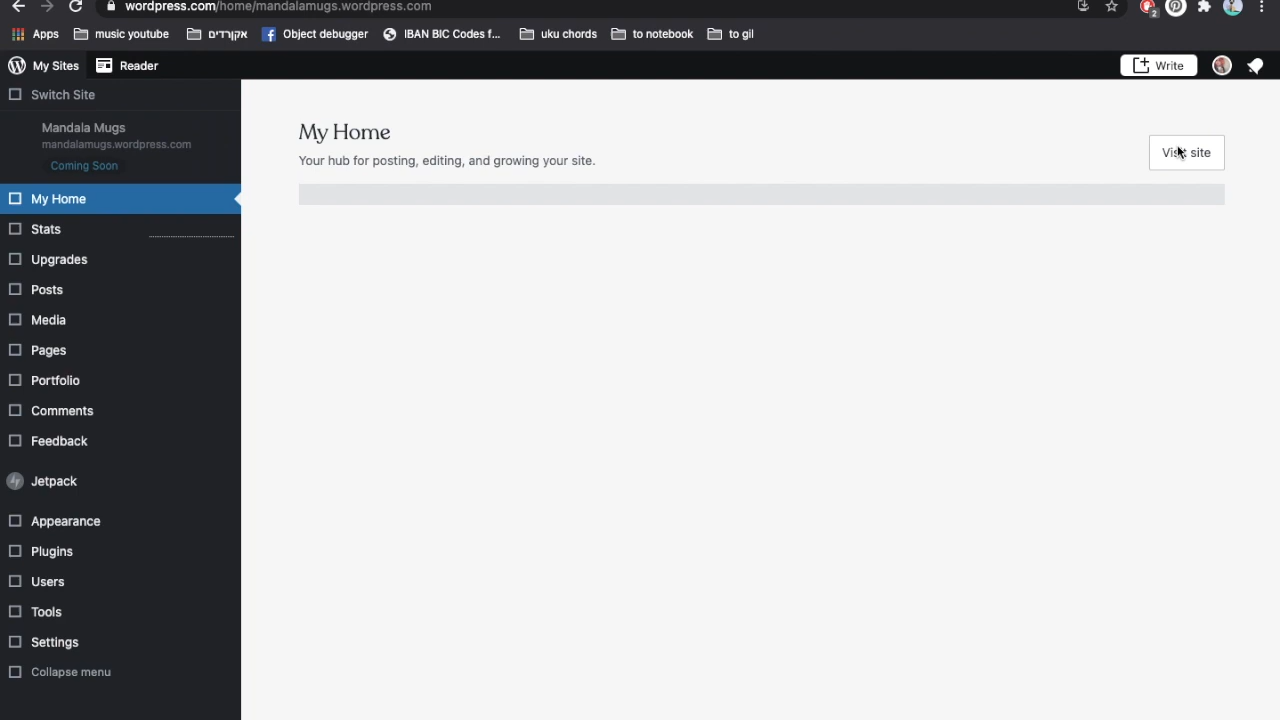 wordpress.com/home/mandalamugs.wordpress.com
2
Apps music youtube אקורדים Object debugger IBAN BIC Codes f... uku chords to notebook to gil
My Sites Reader Write
Switch Site
Mandala Mugs
mandalamugs.wordpress.com
Coming Soon
My Home
Your hub for posting, editing, and growing your site.
Visit site
My Home
Stats
Upgrades
Posts
Media
Pages
Portfolio
Comments
Feedback
Jetpack
Appearance
Plugins
Users
Tools
Settings
Collapse menu